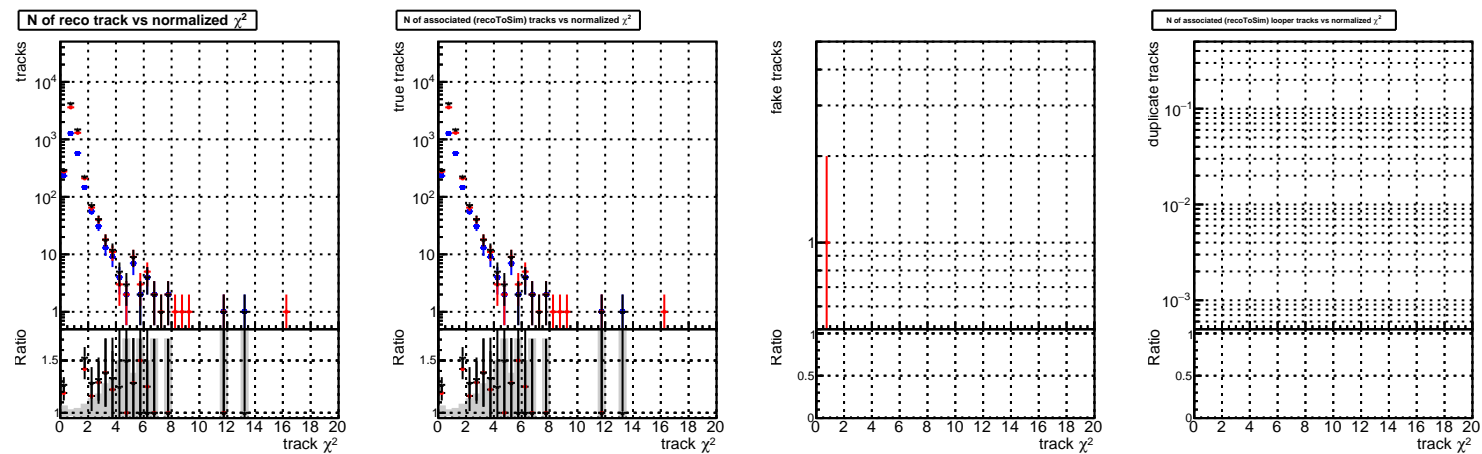 N of reco track vs normalized χ²
tracks
10⁴
10³
10²
10
1
Ratio
1.5
1
0 2 4 6 8 10 12 14 16 18 20
track χ²
N of associated (recoToSim) tracks vs normalized χ²
true tracks
10⁴
10³
10²
10
1
Ratio
1.5
1
0 2 4 6 8 10 12 14 16 18 20
track χ²
fake tracks
1
Ratio
1
0.5
0
0 2 4 6 8 10 12 14 16 18 20
track χ²
N of associated (recoToSim) looper tracks vs normalized χ²
duplicate tracks
10⁻¹
10⁻²
10⁻³
Ratio
1
0.5
0
0 2 4 6 8 10 12 14 16 18 20
track χ²